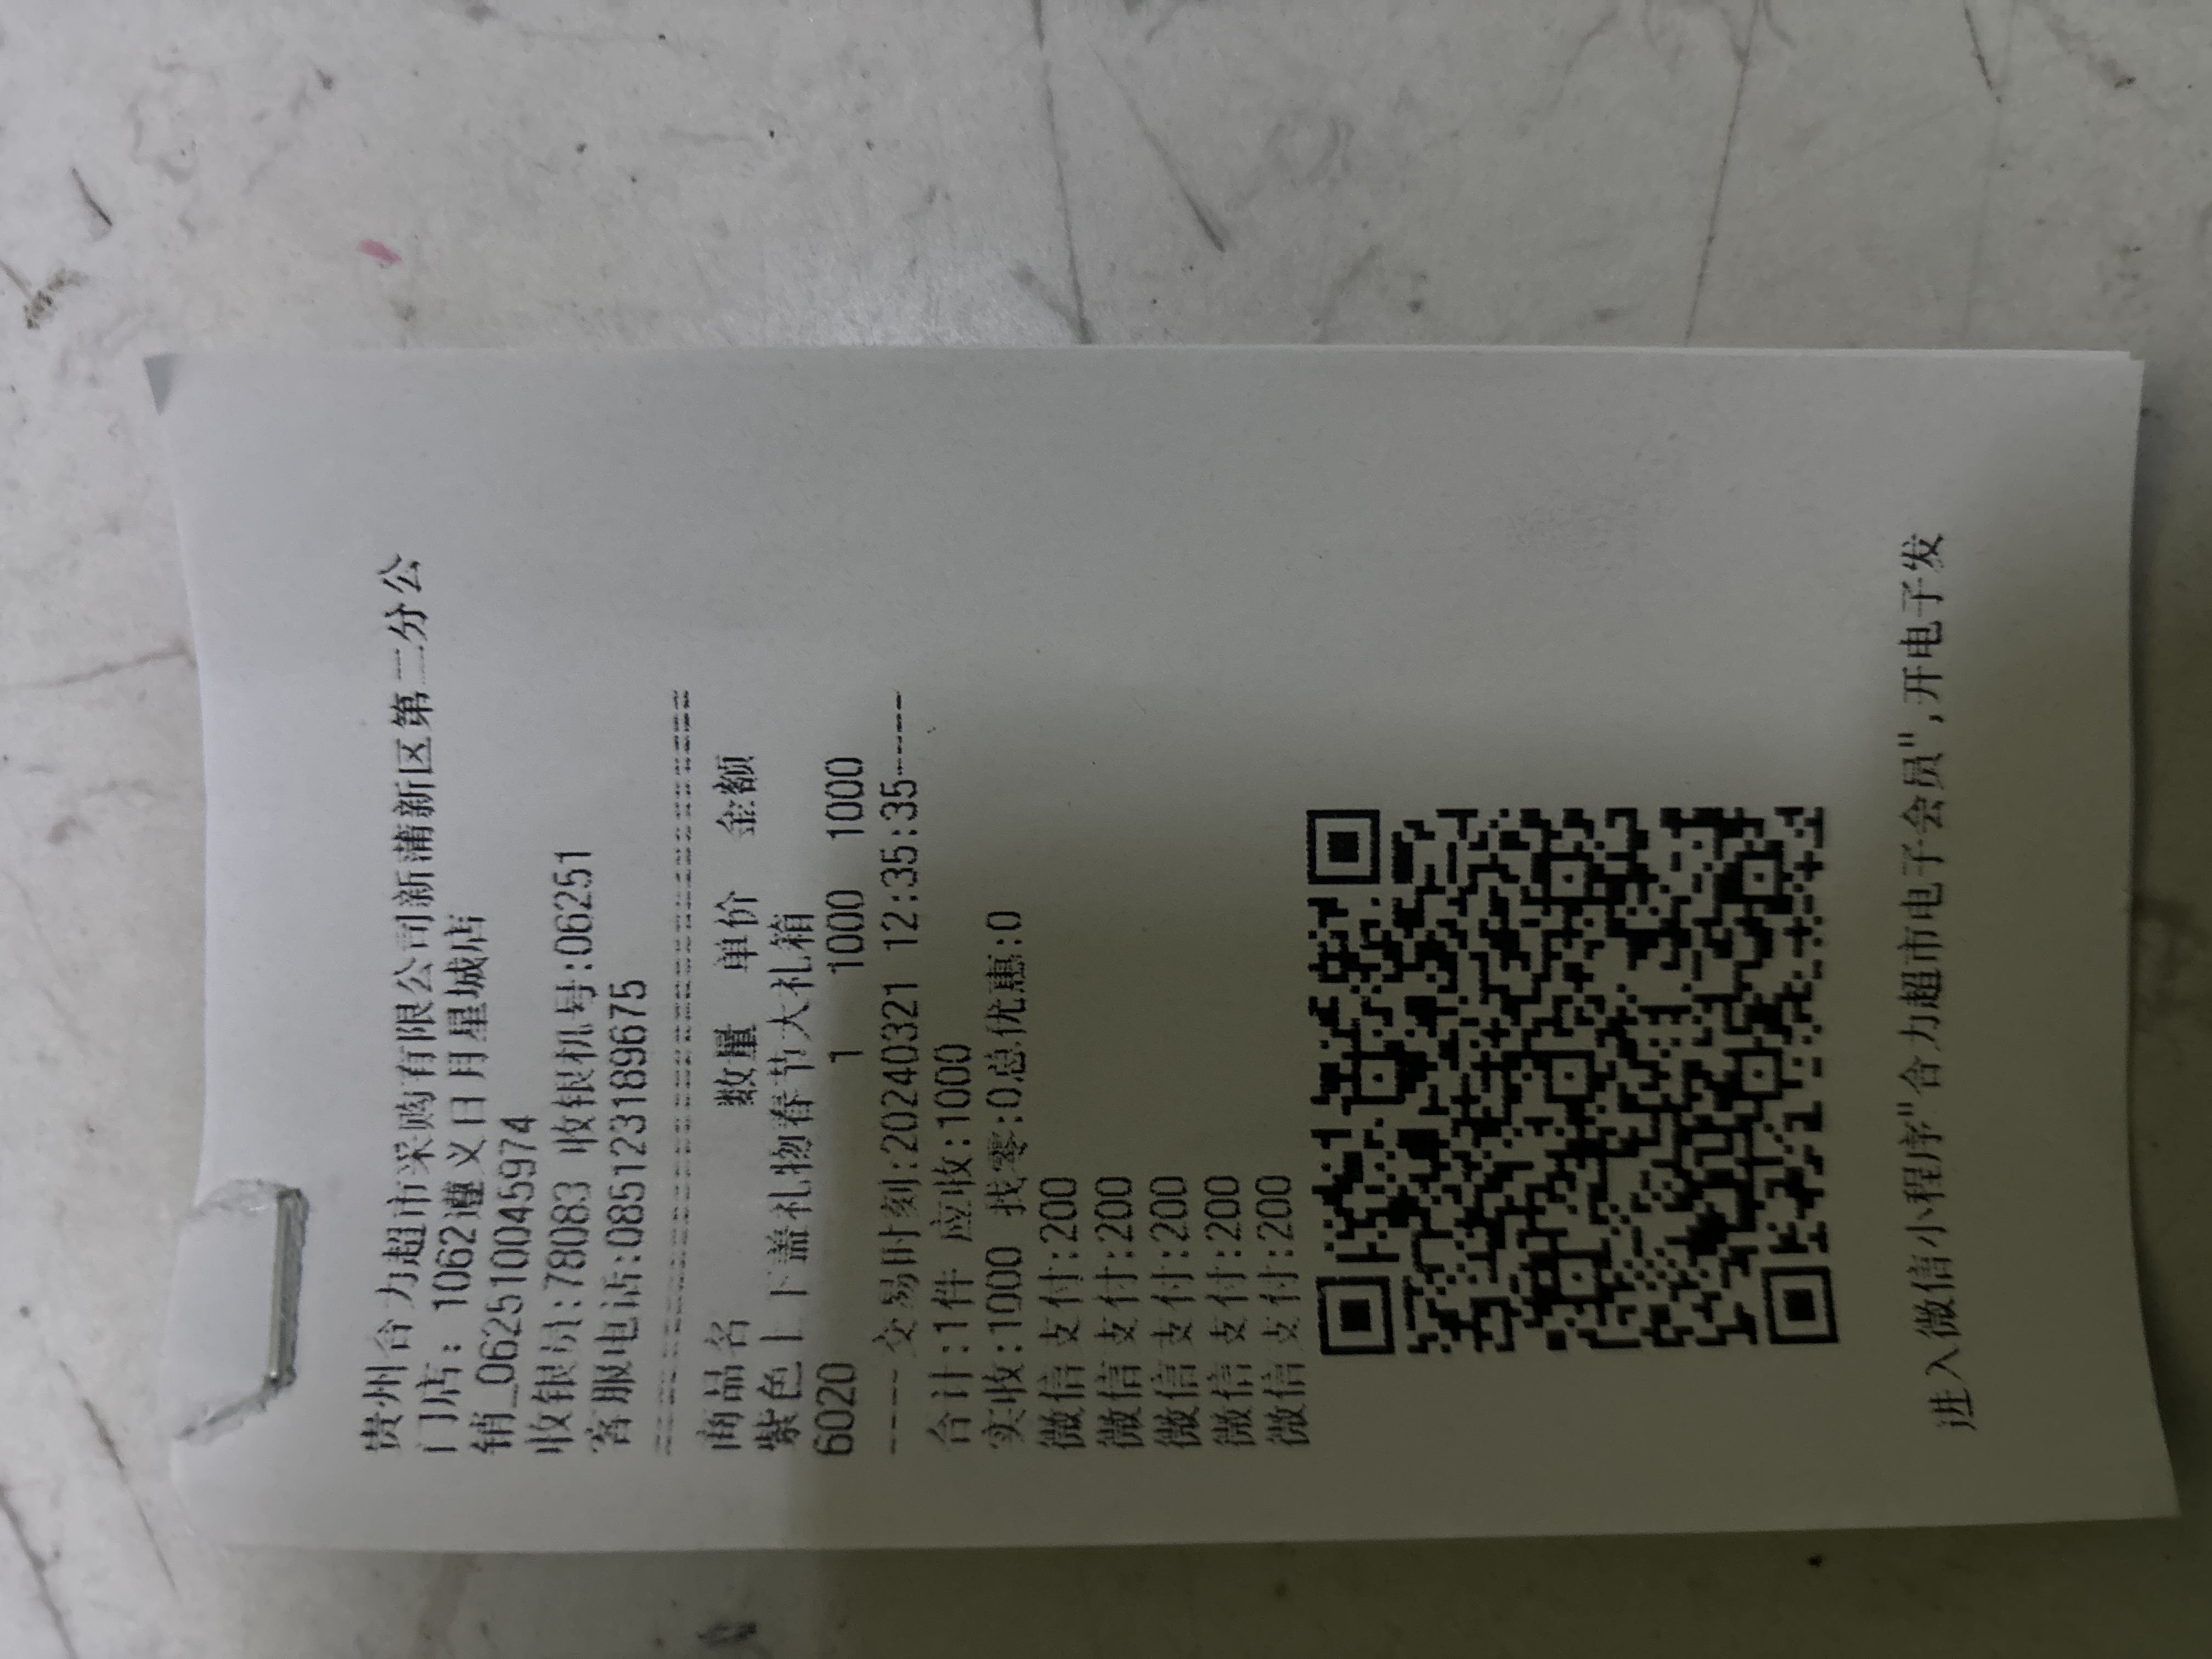 贵州合力超市采购有限公司新蒲新区第二分公
门店: 1062遵义日月星城店
销_062510045974
收银员:78083 收银机号:06251
客服电话:085123189675
商品名 数量 单价 金额
紫色上下盖礼物春节大礼箱
6020 1 1000 1000
---- 交易时刻:20240321 12:35:35-----
合计:1件 应收:1000
实收:1000 找零:0总优惠:0
微信支付:200
微信支付:200
微信支付:200
微信支付:200
微信支付:200
进入微信小程序"合力超市电子会员",开电子发